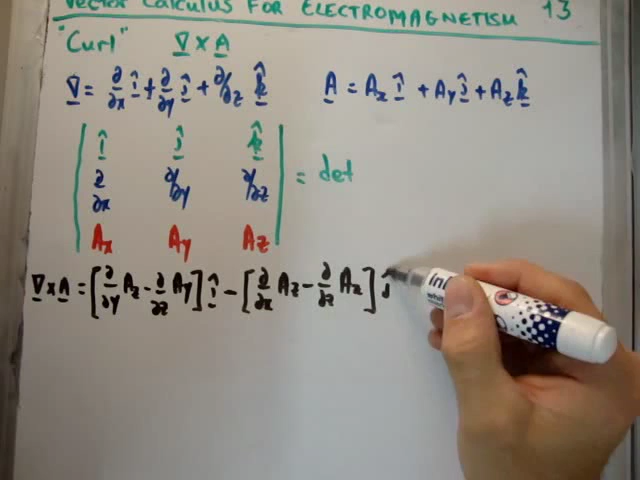 Vector Calculus for Electromagnetism 13
"Curl" ∇ × A
∇ = ∂/∂x î + ∂/∂y ĵ + ∂/∂z k̂ A = Ax î + Ay ĵ + Az k̂
î ĵ k̂
∂/∂x ∂/∂y ∂/∂z = det
Ax Ay Az
∇ × A = [∂/∂y Az - ∂/∂z Ay] î - [∂/∂x Az - ∂/∂z Ax] ĵ